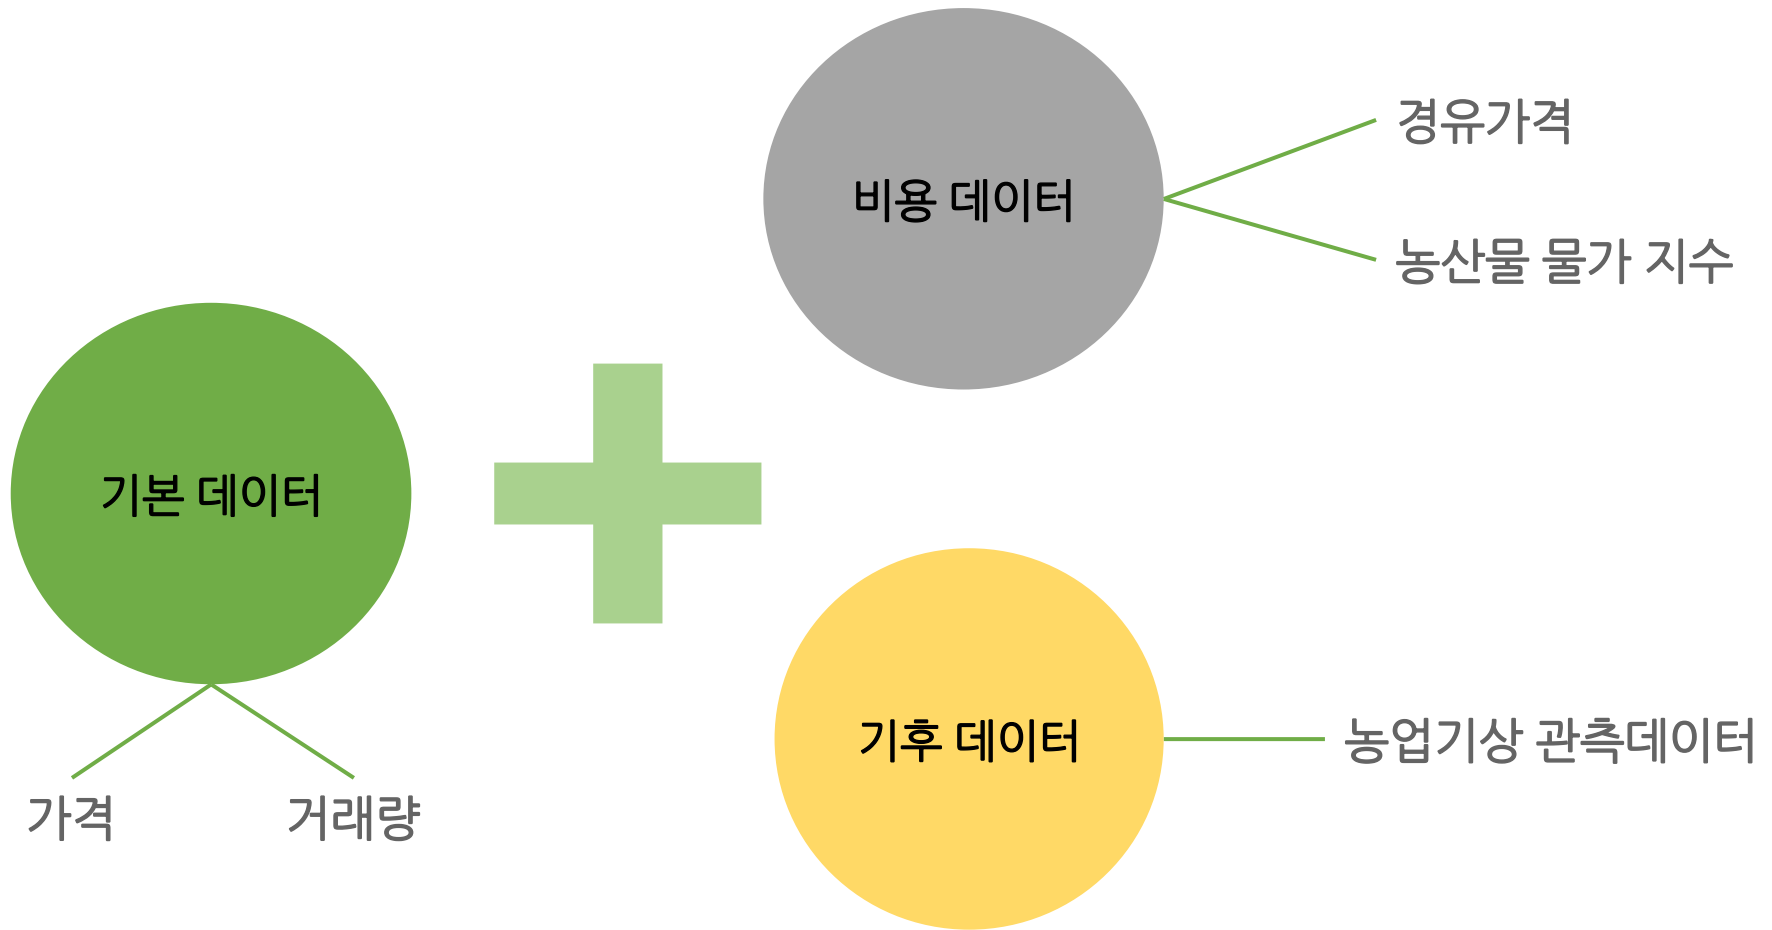 비용 데이터
경유가격
농산물 물가 지수
기본 데이터
가격
거래량
기후 데이터
농업기상 관측데이터